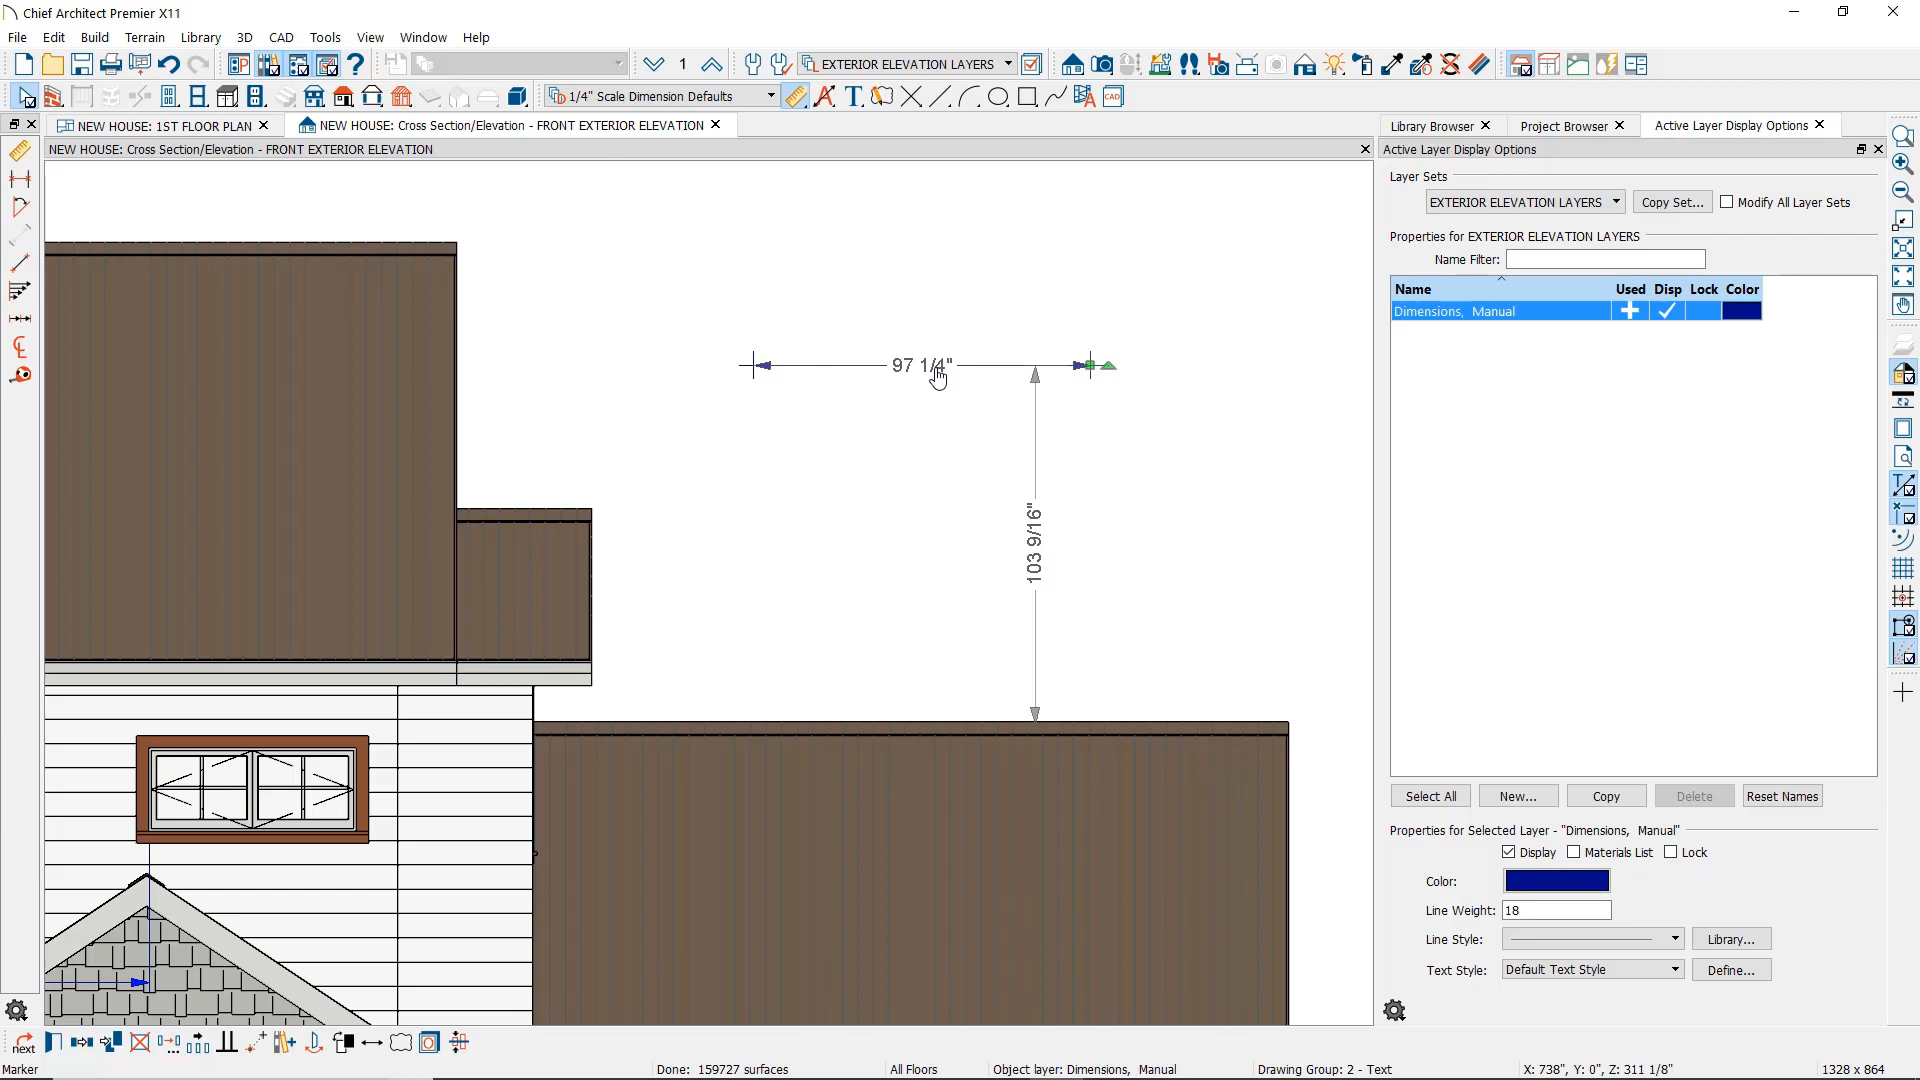 Chief Architect Premier X11
File Edit Build Terrain Library 3D CAD Tools View Window Help
1 EXTERIOR ELEVATION LAYERS
1/4" Scale Dimension Defaults T CAD
NEW HOUSE: 1ST FLOOR PLAN NEW HOUSE: Cross Section/Elevation - FRONT EXTERIOR ELEVATION Library Browser Project Browser Active Layer Display Options
NEW HOUSE: Cross Section/Elevation - FRONT EXTERIOR ELEVATION
Active Layer Display Options
Layer Sets
EXTERIOR ELEVATION LAYERS Copy Set... Modify All Layer Sets
Properties for EXTERIOR ELEVATION LAYERS
Name Filter:
Name Used Disp Lock Color
Dimensions, Manual
97 1/4"
103 9/16"
Select All New... Copy Delete Reset Names
Properties for Selected Layer - "Dimensions, Manual"
Display Materials List Lock
Color:
Line Weight: 18
Line Style: Library...
Text Style: Default Text Style Define...
next
Marker Done: 159727 surfaces All Floors Object layer: Dimensions, Manual Drawing Group: 2 - Text X: 738", Y: 0", Z: 311 1/8" 1328 x 864